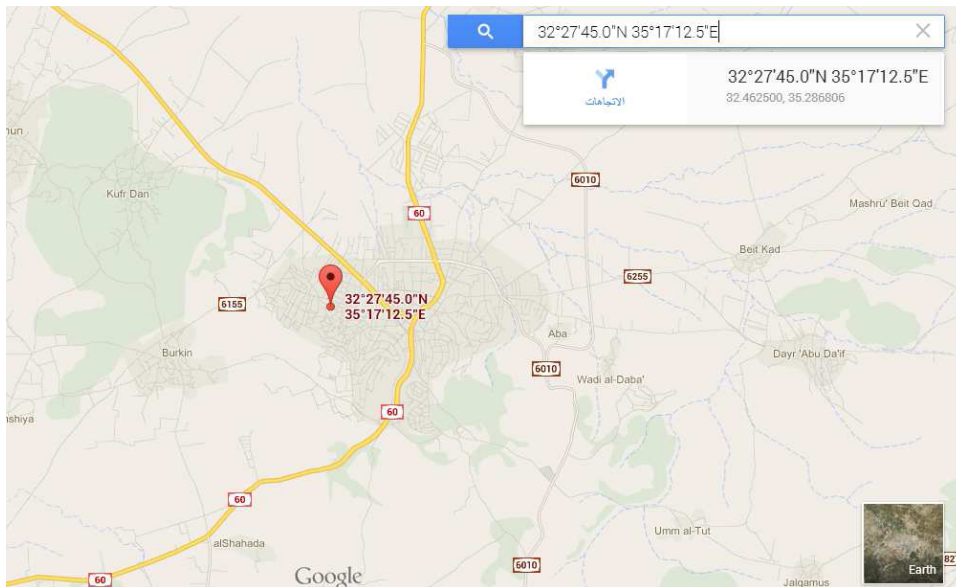 32°27'45.0"N 35°17'12.5"E
الاتجاهات
32°27'45.0"N 35°17'12.5"E
32.462500, 35.286806
Kufr Dan
6010
Mashru' Beit Qad
60
Beit Kad
6255
32°27'45.0"N
35°17'12.5"E
6155
Aba
Burkin
6010
Dayr 'Abu Da'if
Wadi al-Daba'
60
60
Umm al-Tut
alShahada
6010
Earth
60
Google
Jalqamus